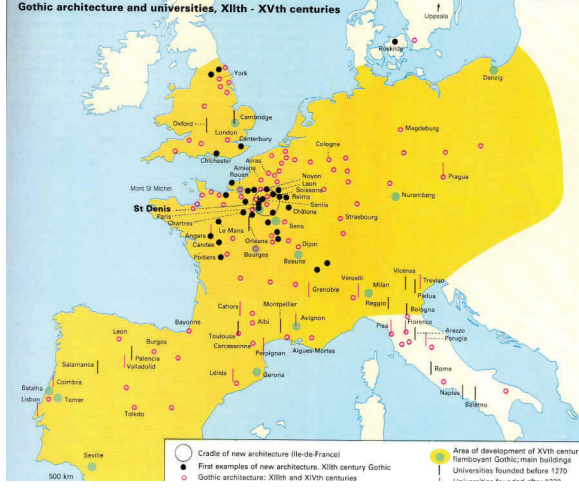 Gothic architecture and universities, XIIth - XVth centuries
Uppsala
Roskilde
Danzig
York
Oxford
Cambridge
London
Canterbury
Chichester
Magdeburg
Cologne
Prague
Nuremberg
Arras
Amiens
Rouen
Noyon
Laon
Soissons
Reims
Senlis
Mont St Michel
St Denis
Paris
Chartres
Châlons
Sens
Strasbourg
Le Mans
Orléans
Angers
Candes
Bourges
Dijon
Poitiers
Beaune
Grenoble
Vercelli
Milan
Vicenza
Treviso
Padua
Reggio
Bologna
Cahors
Montpellier
Avignon
Albi
Bayonne
Toulouse
Carcassonne
Perpignan
Aigues-Mortes
Pisa
Florence
Arezzo
Perugia
Rome
Naples
Salerno
Leon
Burgos
Palencia
Valladolid
Salamanca
Lérida
Gerona
Batalha
Coimbra
Lisbon
Tomer
Toledo
Seville
500 km
Cradle of new architecture (Ile-de-France)
First examples of new architecture. XIIth century Gothic
Gothic architecture: XIIIth and XIVth centuries
Area of development of XVth centur
flamboyant Gothic; main buildings
Universities founded before 1270